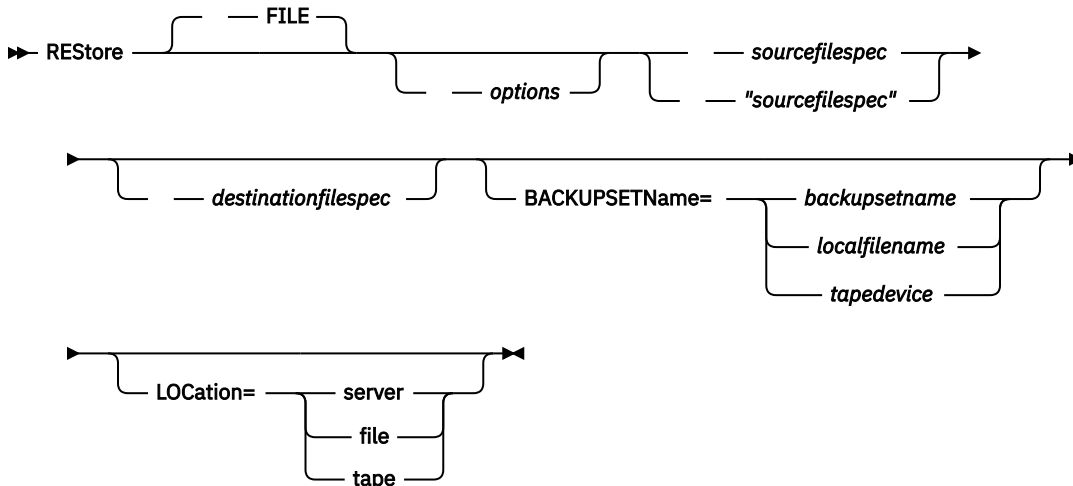 FILE
REStore
sourcefilespec
options
"sourcefilespec"
destinationfilespec
BACKUPSETName=
backupsetname
localfilename
tapedevice
LOCation=
server
file
tape